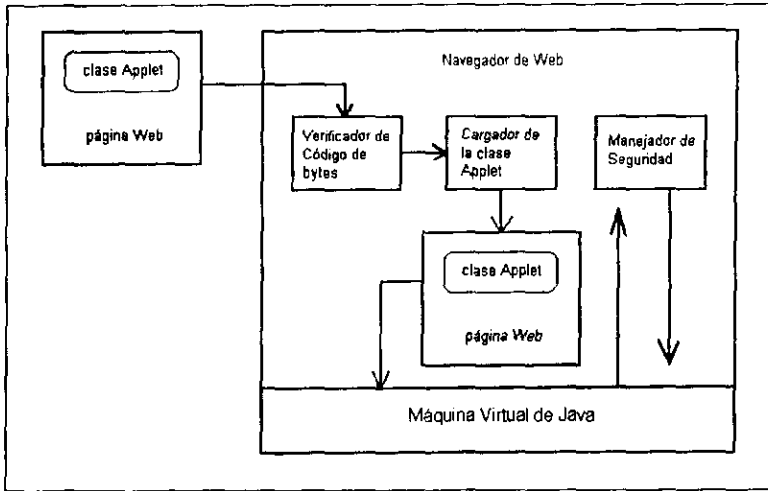 clase Applet
página Web
Navegador de Web
Verificador de
Código de
bytes
Cargador de
la clase
Applet
Manejador de
Seguridad
clase Applet
página Web
Máquina Virtual de Java